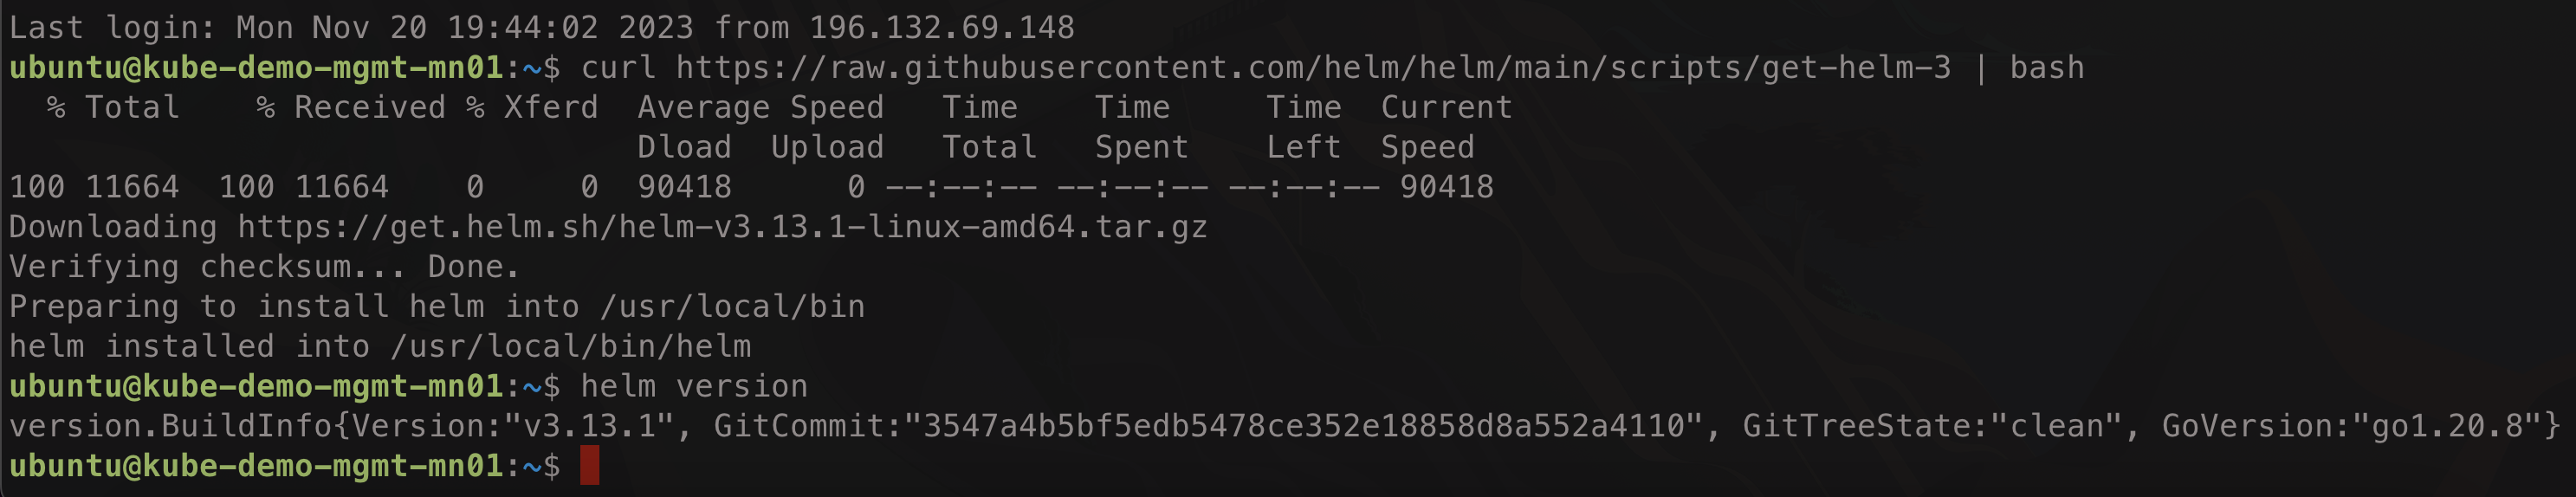 Last login: Mon Nov 20 19:44:02 2023 from 196.132.69.148
ubuntu@kube-demo-mgmt-mn01:~$ curl https://raw.githubusercontent.com/helm/helm/main/scripts/get-helm-3 | bash
  % Total    % Received % Xferd  Average Speed   Time    Time     Time  Current
                                 Dload  Upload   Total   Spent    Left  Speed
100 11664  100 11664    0     0  90418      0 --:--:-- --:--:-- --:--:-- 90418
Downloading https://get.helm.sh/helm-v3.13.1-linux-amd64.tar.gz
Verifying checksum... Done.
Preparing to install helm into /usr/local/bin
helm installed into /usr/local/bin/helm
ubuntu@kube-demo-mgmt-mn01:~$ helm version
version.BuildInfo{Version:"v3.13.1", GitCommit:"3547a4b5bf5edb5478ce352e18858d8a552a4110", GitTreeState:"clean", GoVersion:"go1.20.8"}
ubuntu@kube-demo-mgmt-mn01:~$